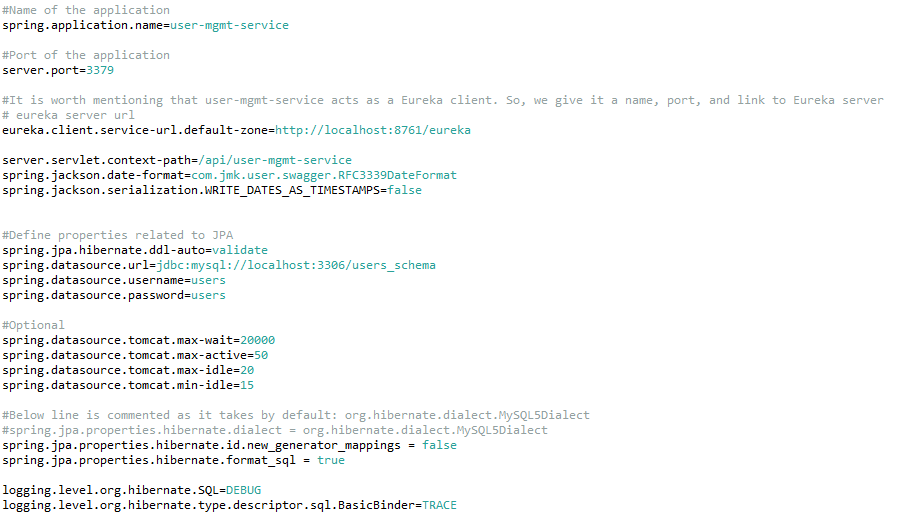 #Name of the application
spring.application.name=user-mgmt-service
#Port of the application
server.port=3379
#It is worth mentioning that user-mgmt-service acts as a Eureka client. So, we give it a name, port, and link to Eureka server
# eureka server url
eureka.client.service-url.default-zone=http://localhost:8761/eureka
server.servlet.context-path=/api/user-mgmt-service
spring.jackson.date-format=com.jmk.user.swagger.RFC3339DateFormat
spring.jackson.serialization.WRITE_DATES_AS_TIMESTAMPS=false
#Define properties related to JPA
spring.jpa.hibernate.ddl-auto=validate
spring.datasource.url=jdbc:mysql://localhost:3306/users_schema
spring.datasource.username=users
spring.datasource.password=users
#Optional
spring.datasource.tomcat.max-wait=20000
spring.datasource.tomcat.max-active=50
spring.datasource.tomcat.max-idle=20
spring.datasource.tomcat.min-idle=15
#Below line is commented as it takes by default: org.hibernate.dialect.MySQL5Dialect
#spring.jpa.properties.hibernate.dialect = org.hibernate.dialect.MySQL5Dialect
spring.jpa.properties.hibernate.id.new_generator_mappings = false
spring.jpa.properties.hibernate.format_sql = true
logging.level.org.hibernate.SQL=DEBUG
logging.level.org.hibernate.type.descriptor.sql.BasicBinder=TRACE